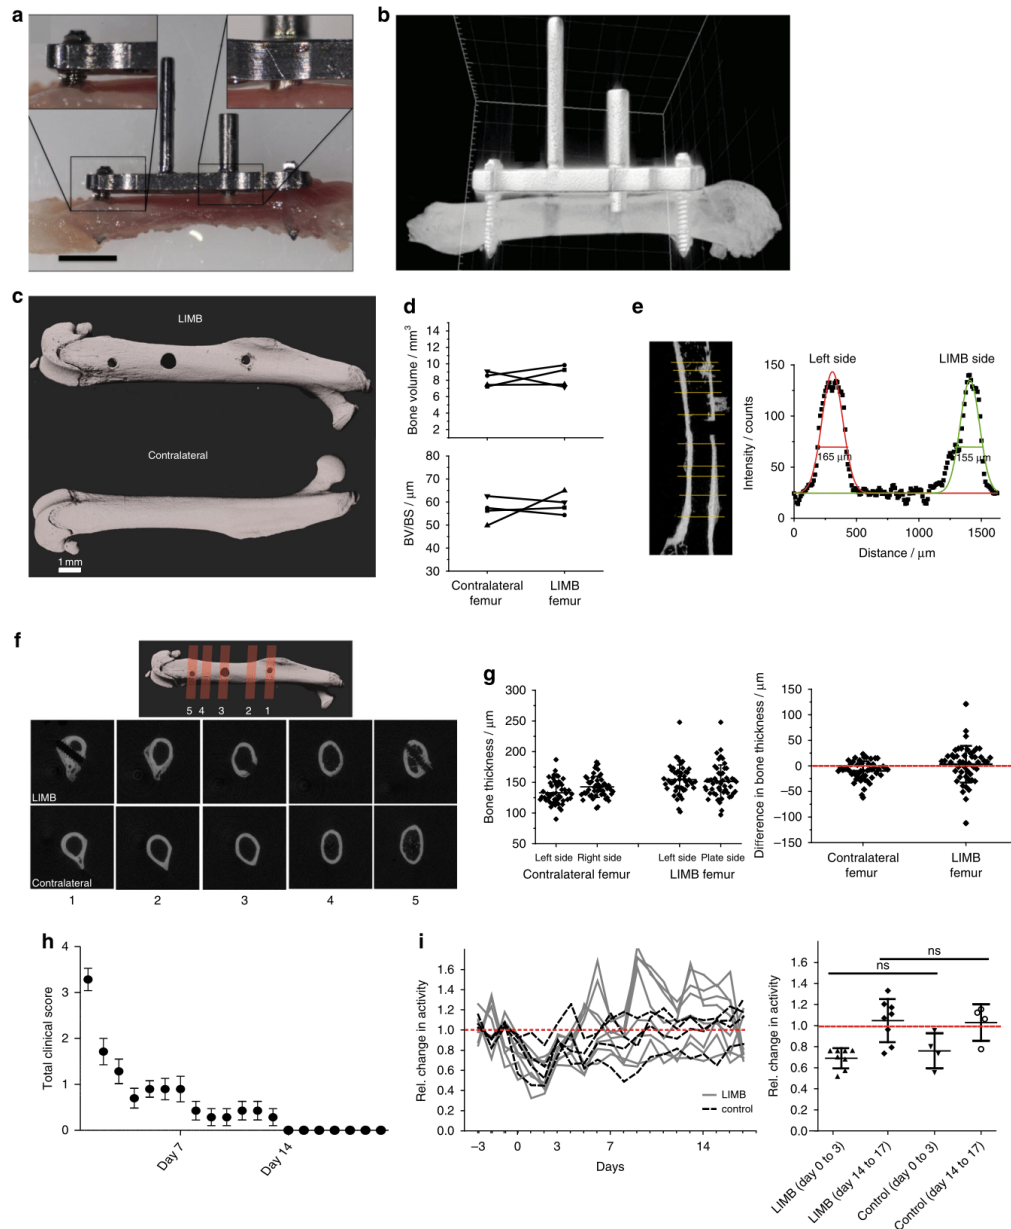 a
b
c
LIMB
Contralateral
1 mm
d
Bone volume / mm³
14
12
10
8
6
4
2
BV/BS / μm
80
70
60
50
40
30
Contralateral femur
LIMB femur
e
Left side
LIMB side
Intensity / counts
150
100
50
0
165 μm
155 μm
0
500
1000
1500
Distance / μm
f
5 4 3 2 1
LIMB
Contralateral
1 2 3 4 5
g
Bone thickness / μm
300
250
200
150
100
50
Left side Right side Left side Plate side
Contralateral femur LIMB femur
Difference in bone thickness / μm
150
100
50
0
−50
−100
−150
Contralateral femur
LIMB femur
h
Total clinical score
4
3
2
1
0
Day 7
Day 14
i
Rel. change in activity
1.6
1.4
1.2
1.0
0.8
0.6
0.4
0.2
0.0
−3 0 3 7 14
Days
LIMB
control
Rel. change in activity
1.6
1.4
1.2
1.0
0.8
0.6
0.4
0.2
0.0
ns
ns
LIMB (day 0 to 3)
LIMB (day 14 to 17)
Control (day 0 to 3)
Control (day 14 to 17)